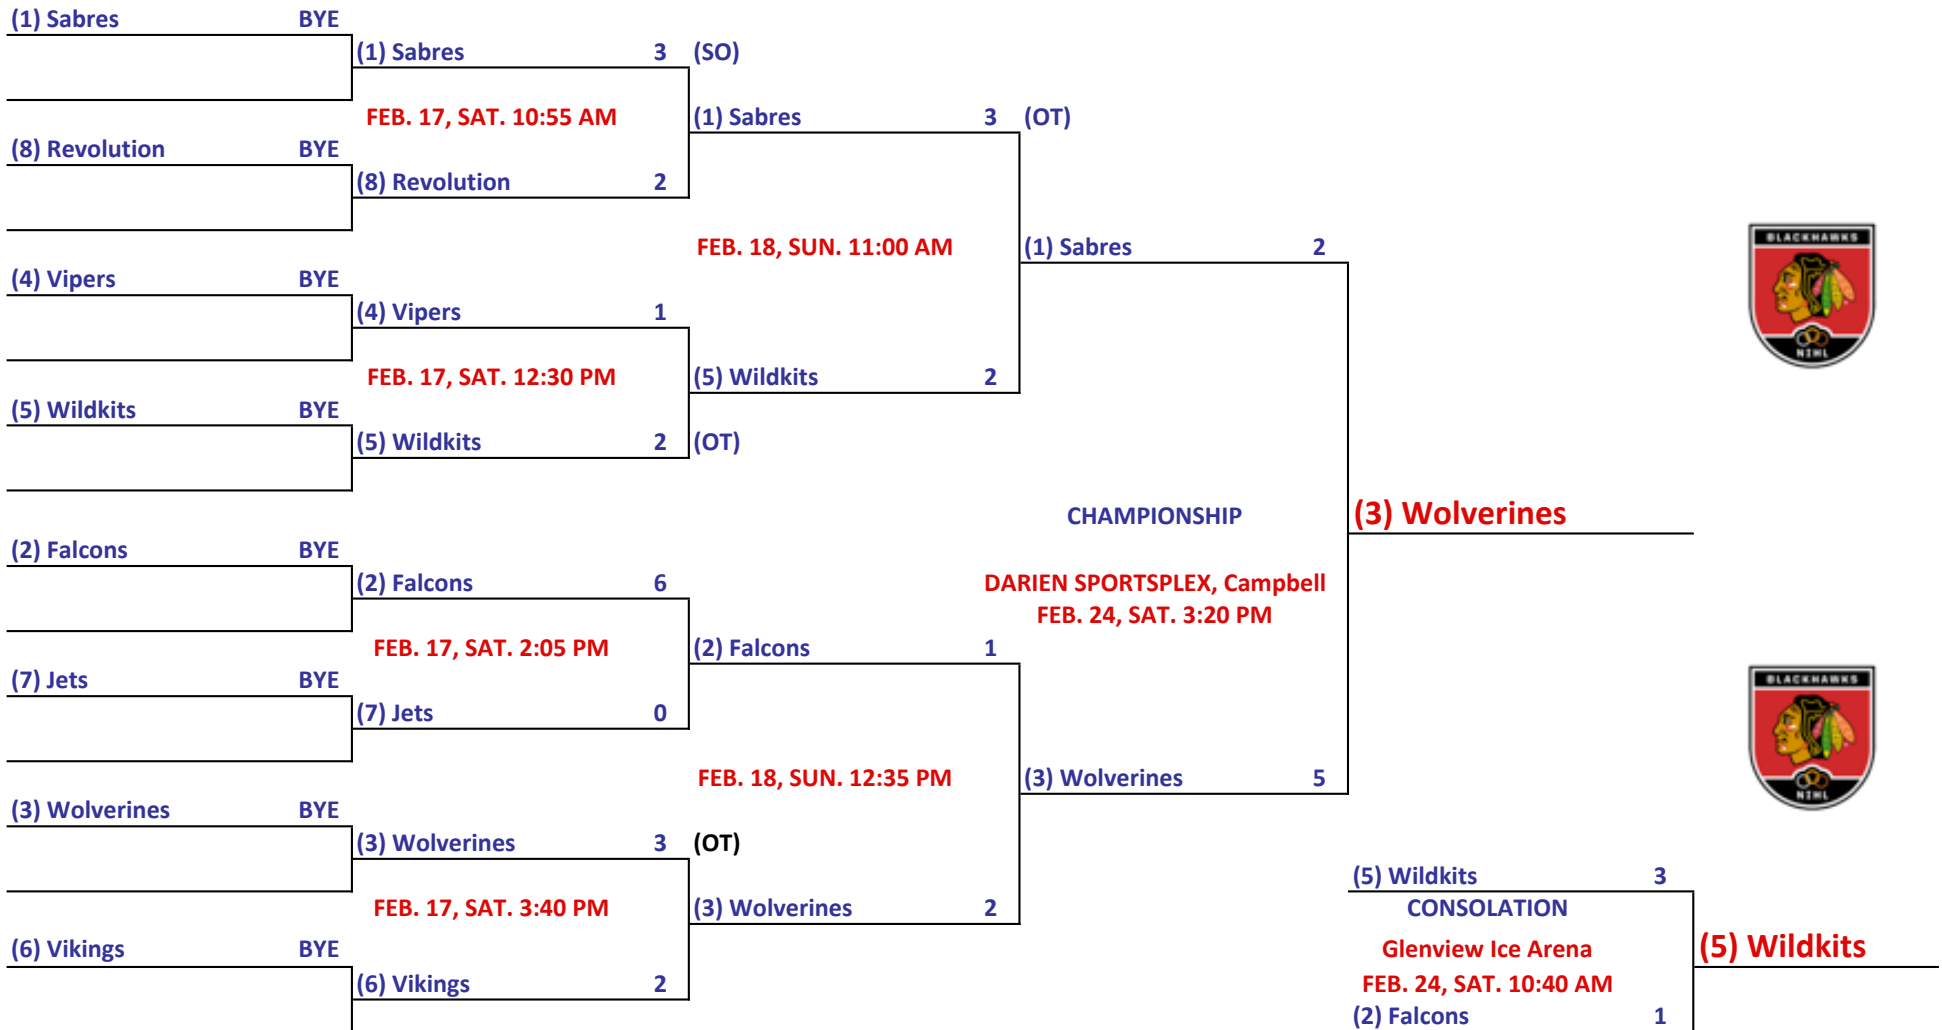 (1) Sabres BYE
(1) Sabres 3 (SO)
FEB. 17, SAT. 10:55 AM
(1) Sabres 3 (OT)
(8) Revolution BYE
(8) Revolution 2
FEB. 18, SUN. 11:00 AM
(1) Sabres 2
BLACKHAWKS
NIHL
(4) Vipers BYE
(4) Vipers 1
FEB. 17, SAT. 12:30 PM
(5) Wildkits 2
(5) Wildkits BYE
(5) Wildkits 2 (OT)
CHAMPIONSHIP
(3) Wolverines
(2) Falcons BYE
(2) Falcons 6
DARIEN SPORTSPLEX, Campbell
FEB. 24, SAT. 3:20 PM
FEB. 17, SAT. 2:05 PM
(2) Falcons 1
(7) Jets BYE
(7) Jets 0
BLACKHAWKS
NIHL
FEB. 18, SUN. 12:35 PM
(3) Wolverines 5
(3) Wolverines BYE
(3) Wolverines 3 (OT)
(5) Wildkits 3
FEB. 17, SAT. 3:40 PM
(3) Wolverines 2
CONSOLATION
(6) Vikings BYE
Glenview Ice Arena
(5) Wildkits
(6) Vikings 2
FEB. 24, SAT. 10:40 AM
(2) Falcons 1